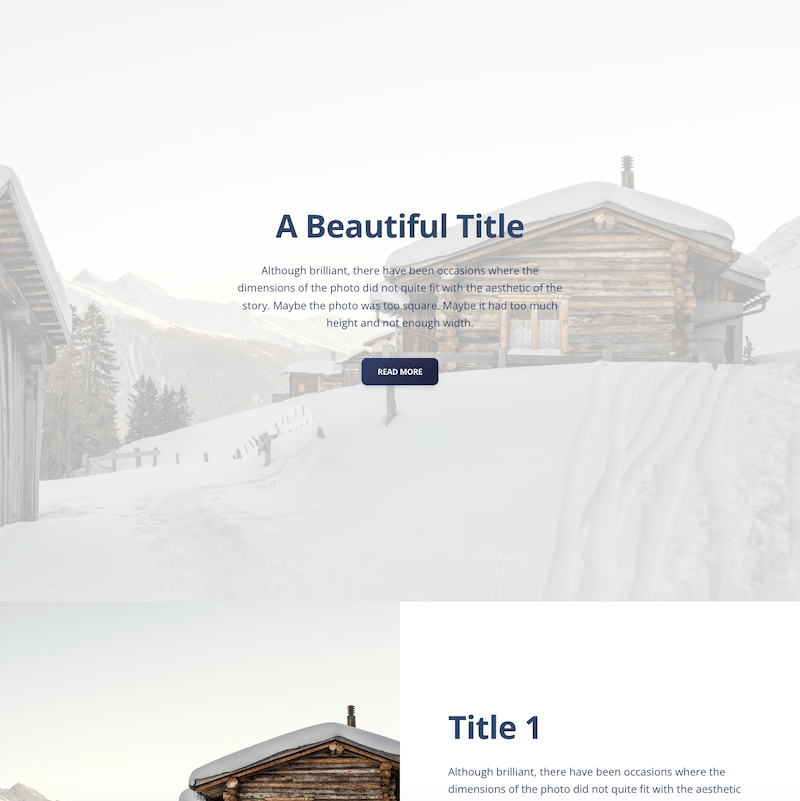 A Beautiful Title
Although brilliant, there have been occasions where the
dimensions of the photo did not quite fit with the aesthetic of the
story. Maybe the photo was too square. Maybe it had too much
height and not enough width.
READ MORE
Title 1
Although brilliant, there have been occasions where the
dimensions of the photo did not quite fit with the aesthetic